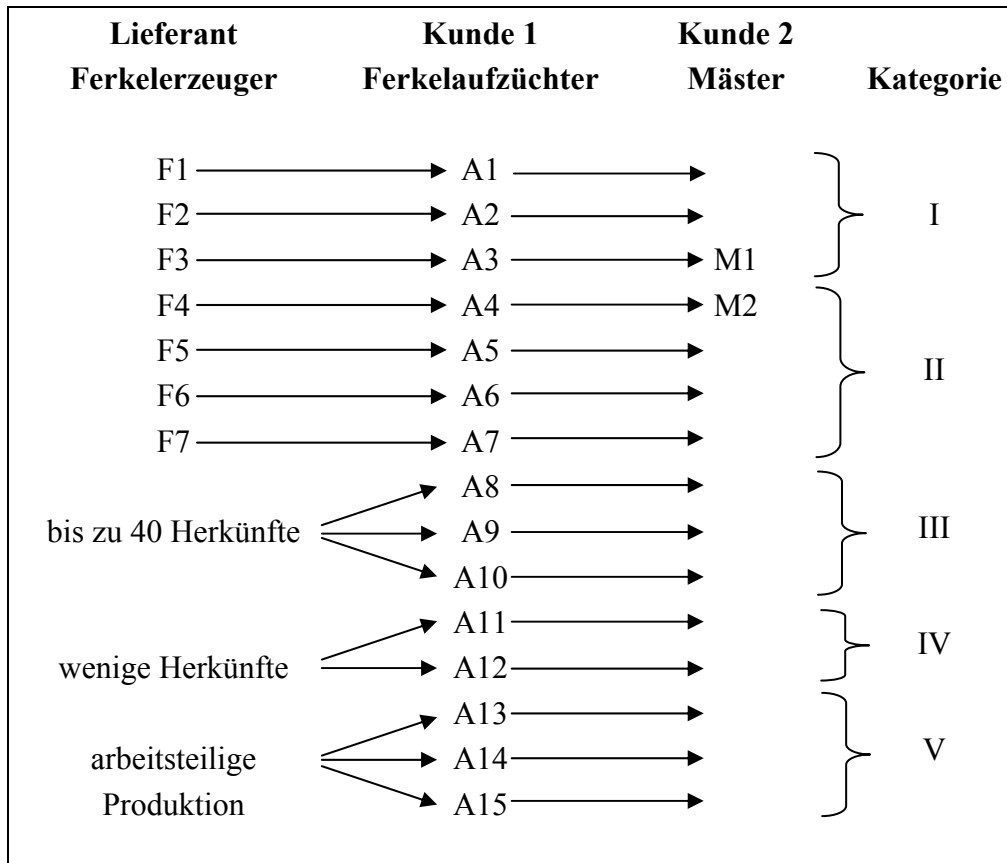 Lieferant Kunde 1 Kunde 2
Ferkelerzeuger Ferkelaufzüchter Mäster Kategorie
F1 A1
F2 A2 I
F3 A3 M1
F4 A4 M2
F5 A5
II
F6 A6
F7 A7
A8
bis zu 40 Herkünfte A9 III
A10
A11
IV
wenige Herkünfte A12
A13
arbeitsteilige A14 V
Produktion A15